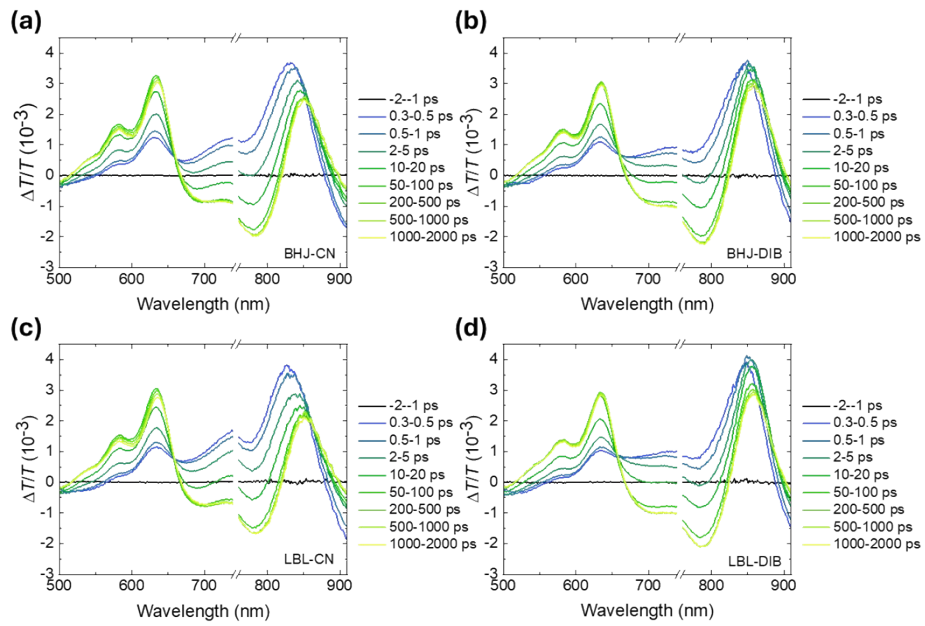 (a)
ΔT/T (10⁻³)
4
3
2
1
0
-1
-2
-3
500
600
700
800
900
Wavelength (nm)
BHJ-CN
-2--1 ps
0.3-0.5 ps
0.5-1 ps
2-5 ps
10-20 ps
50-100 ps
200-500 ps
500-1000 ps
1000-2000 ps
(b)
ΔT/T (10⁻³)
4
3
2
1
0
-1
-2
-3
500
600
700
800
900
Wavelength (nm)
BHJ-DIB
-2--1 ps
0.3-0.5 ps
0.5-1 ps
2-5 ps
10-20 ps
50-100 ps
200-500 ps
500-1000 ps
1000-2000 ps
(c)
ΔT/T (10⁻³)
4
3
2
1
0
-1
-2
-3
500
600
700
800
900
Wavelength (nm)
LBL-CN
-2--1 ps
0.3-0.5 ps
0.5-1 ps
2-5 ps
10-20 ps
50-100 ps
200-500 ps
500-1000 ps
1000-2000 ps
(d)
ΔT/T (10⁻³)
4
3
2
1
0
-1
-2
-3
500
600
700
800
900
Wavelength (nm)
LBL-DIB
-2--1 ps
0.3-0.5 ps
0.5-1 ps
2-5 ps
10-20 ps
50-100 ps
200-500 ps
500-1000 ps
1000-2000 ps